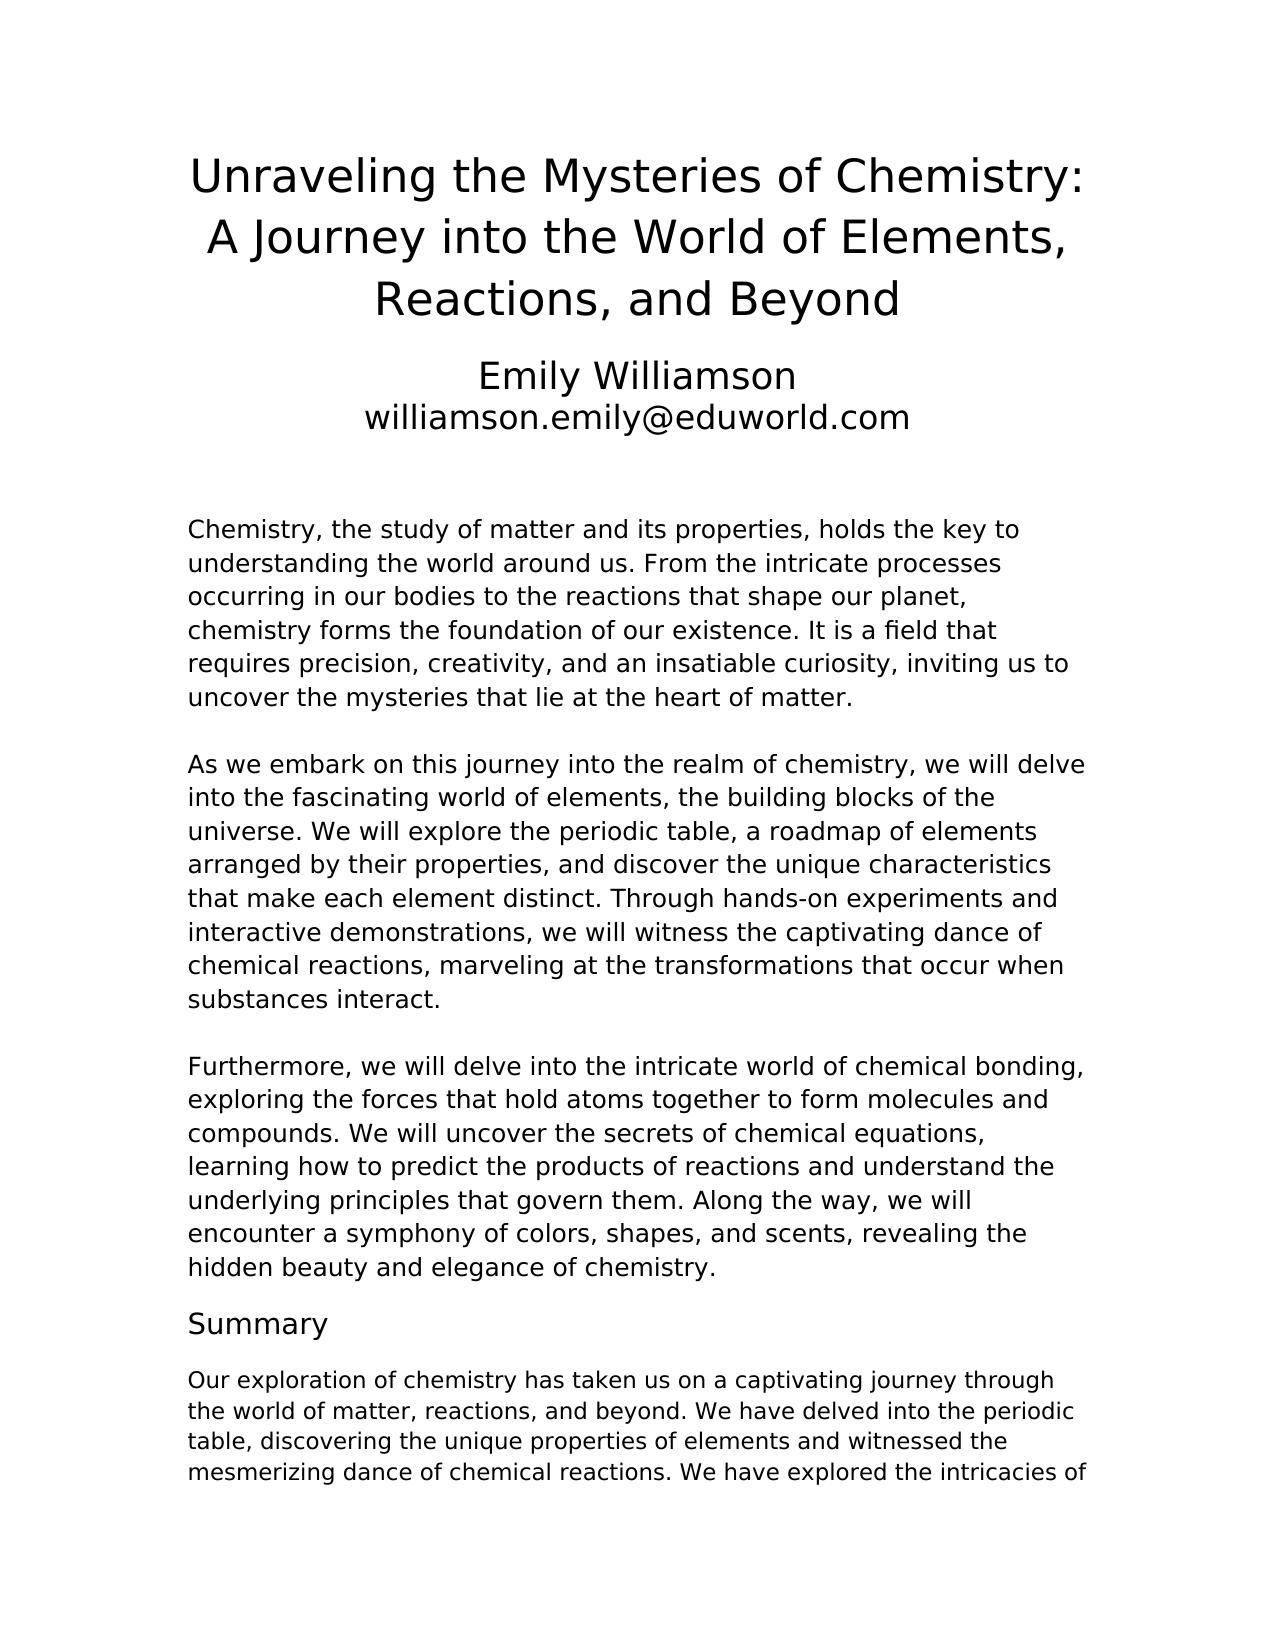 Unraveling the Mysteries of Chemistry:
A Journey into the World of Elements,
Reactions, and Beyond
Emily Williamson
williamson.emily@eduworld.com
Chemistry, the study of matter and its properties, holds the key to
understanding the world around us. From the intricate processes
occurring in our bodies to the reactions that shape our planet,
chemistry forms the foundation of our existence. It is a field that
requires precision, creativity, and an insatiable curiosity, inviting us to
uncover the mysteries that lie at the heart of matter.
As we embark on this journey into the realm of chemistry, we will delve
into the fascinating world of elements, the building blocks of the
universe. We will explore the periodic table, a roadmap of elements
arranged by their properties, and discover the unique characteristics
that make each element distinct. Through hands-on experiments and
interactive demonstrations, we will witness the captivating dance of
chemical reactions, marveling at the transformations that occur when
substances interact.
Furthermore, we will delve into the intricate world of chemical bonding,
exploring the forces that hold atoms together to form molecules and
compounds. We will uncover the secrets of chemical equations,
learning how to predict the products of reactions and understand the
underlying principles that govern them. Along the way, we will
encounter a symphony of colors, shapes, and scents, revealing the
hidden beauty and elegance of chemistry.
Summary
Our exploration of chemistry has taken us on a captivating journey through
the world of matter, reactions, and beyond. We have delved into the periodic
table, discovering the unique properties of elements and witnessed the
mesmerizing dance of chemical reactions. We have explored the intricacies of